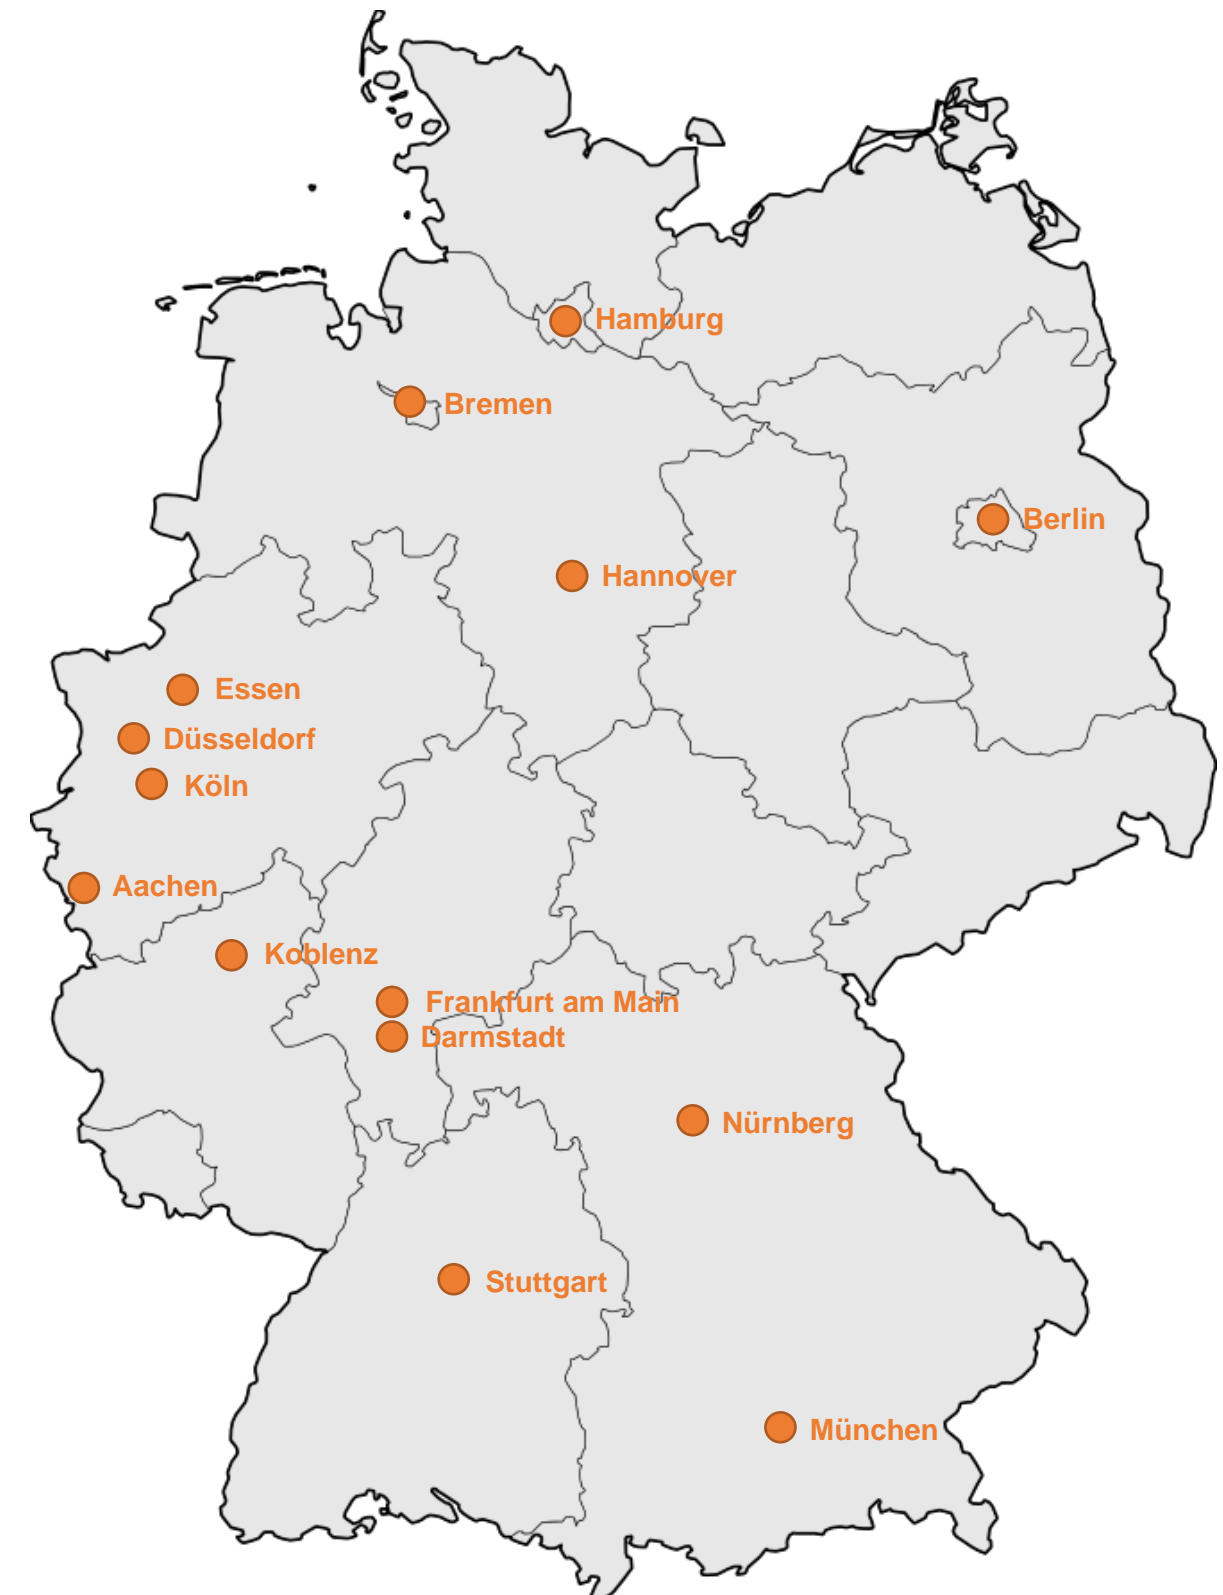 Hamburg
Bremen
Berlin
Hannover
Essen
Düsseldorf
Köln
Aachen
Koblenz
Frankfurt am Main
Darmstadt
Nürnberg
Stuttgart
München